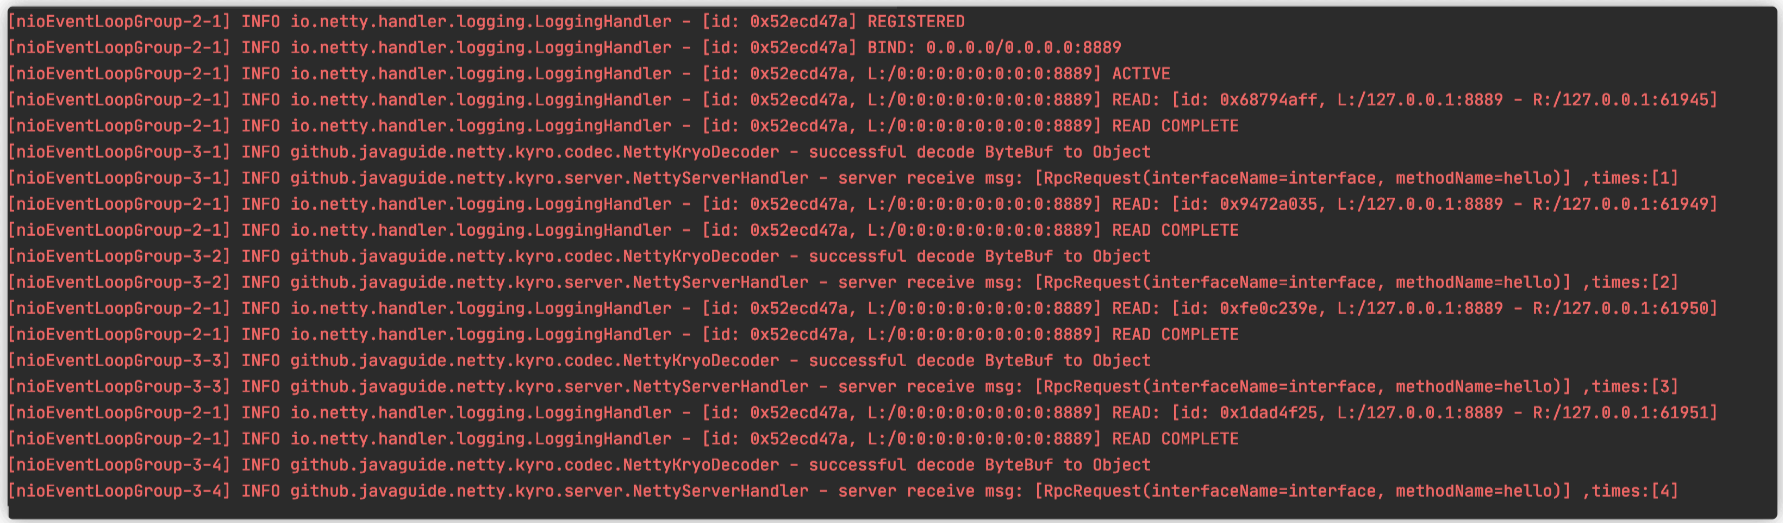 [nioEventLoopGroup-2-1] INFO io.netty.handler.logging.LoggingHandler - [id: 0x52ecd47a] REGISTERED
[nioEventLoopGroup-2-1] INFO io.netty.handler.logging.LoggingHandler - [id: 0x52ecd47a] BIND: 0.0.0.0/0.0.0.0:8889
[nioEventLoopGroup-2-1] INFO io.netty.handler.logging.LoggingHandler - [id: 0x52ecd47a, L:/0:0:0:0:0:0:0:0:8889] ACTIVE
[nioEventLoopGroup-2-1] INFO io.netty.handler.logging.LoggingHandler - [id: 0x52ecd47a, L:/0:0:0:0:0:0:0:0:8889] READ: [id: 0x68794aff, L:/127.0.0.1:8889 - R:/127.0.0.1:61945]
[nioEventLoopGroup-2-1] INFO io.netty.handler.logging.LoggingHandler - [id: 0x52ecd47a, L:/0:0:0:0:0:0:0:0:8889] READ COMPLETE
[nioEventLoopGroup-3-1] INFO github.javaguide.netty.kyro.codec.NettyKryoDecoder - successful decode ByteBuf to Object
[nioEventLoopGroup-3-1] INFO github.javaguide.netty.kyro.server.NettyServerHandler - server receive msg: [RpcRequest(interfaceName=interface, methodName=hello)] ,times:[1]
[nioEventLoopGroup-2-1] INFO io.netty.handler.logging.LoggingHandler - [id: 0x52ecd47a, L:/0:0:0:0:0:0:0:0:8889] READ: [id: 0x9472a035, L:/127.0.0.1:8889 - R:/127.0.0.1:61949]
[nioEventLoopGroup-2-1] INFO io.netty.handler.logging.LoggingHandler - [id: 0x52ecd47a, L:/0:0:0:0:0:0:0:0:8889] READ COMPLETE
[nioEventLoopGroup-3-2] INFO github.javaguide.netty.kyro.codec.NettyKryoDecoder - successful decode ByteBuf to Object
[nioEventLoopGroup-3-2] INFO github.javaguide.netty.kyro.server.NettyServerHandler - server receive msg: [RpcRequest(interfaceName=interface, methodName=hello)] ,times:[2]
[nioEventLoopGroup-2-1] INFO io.netty.handler.logging.LoggingHandler - [id: 0x52ecd47a, L:/0:0:0:0:0:0:0:0:8889] READ: [id: 0xfe0c239e, L:/127.0.0.1:8889 - R:/127.0.0.1:61950]
[nioEventLoopGroup-2-1] INFO io.netty.handler.logging.LoggingHandler - [id: 0x52ecd47a, L:/0:0:0:0:0:0:0:0:8889] READ COMPLETE
[nioEventLoopGroup-3-3] INFO github.javaguide.netty.kyro.codec.NettyKryoDecoder - successful decode ByteBuf to Object
[nioEventLoopGroup-3-3] INFO github.javaguide.netty.kyro.server.NettyServerHandler - server receive msg: [RpcRequest(interfaceName=interface, methodName=hello)] ,times:[3]
[nioEventLoopGroup-2-1] INFO io.netty.handler.logging.LoggingHandler - [id: 0x52ecd47a, L:/0:0:0:0:0:0:0:0:8889] READ: [id: 0x1dad4f25, L:/127.0.0.1:8889 - R:/127.0.0.1:61951]
[nioEventLoopGroup-2-1] INFO io.netty.handler.logging.LoggingHandler - [id: 0x52ecd47a, L:/0:0:0:0:0:0:0:0:8889] READ COMPLETE
[nioEventLoopGroup-3-4] INFO github.javaguide.netty.kyro.codec.NettyKryoDecoder - successful decode ByteBuf to Object
[nioEventLoopGroup-3-4] INFO github.javaguide.netty.kyro.server.NettyServerHandler - server receive msg: [RpcRequest(interfaceName=interface, methodName=hello)] ,times:[4]